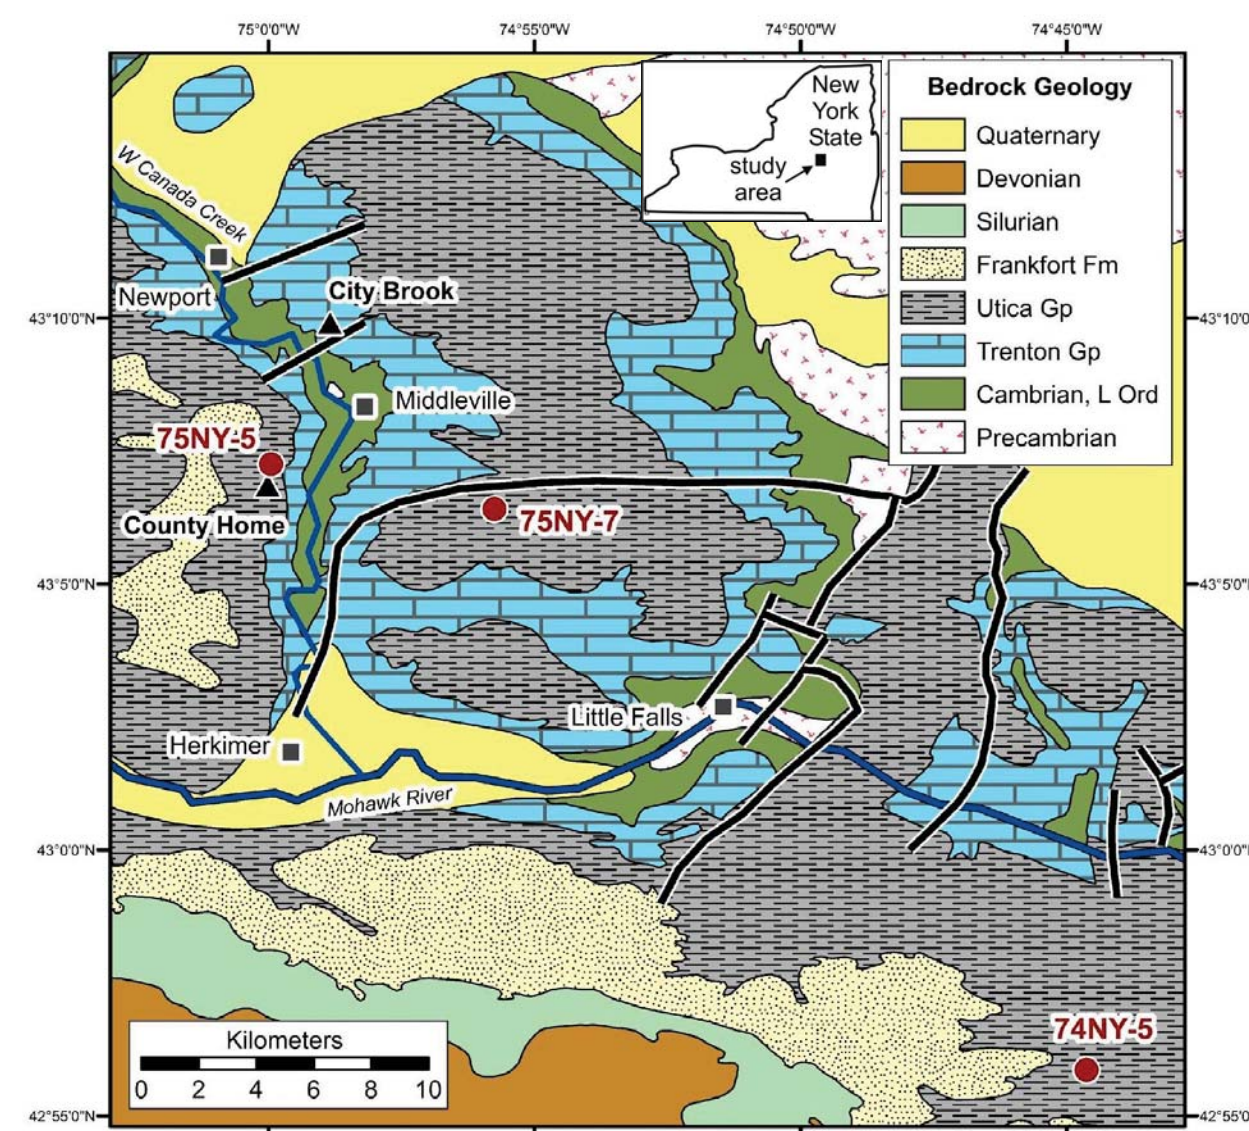 75°0'0"W
74°55'0"W
74°50'0"W
74°45'0"W
New
York
State
study
area
Bedrock Geology
Quaternary
Devonian
Silurian
Frankfort Fm
Utica Gp
Trenton Gp
Cambrian, L Ord
Precambrian
W Canada Creek
Newport
City Brook
43°10'0"N
43°10'0"
Middleville
75NY-5
County Home
75NY-7
43°5'0"N
43°5'0"N
Little Falls
Herkimer
Mohawk River
43°0'0"N
43°0'0"N
74NY-5
Kilometers
0 2 4 6 8 10
42°55'0"N
42°55'0"N